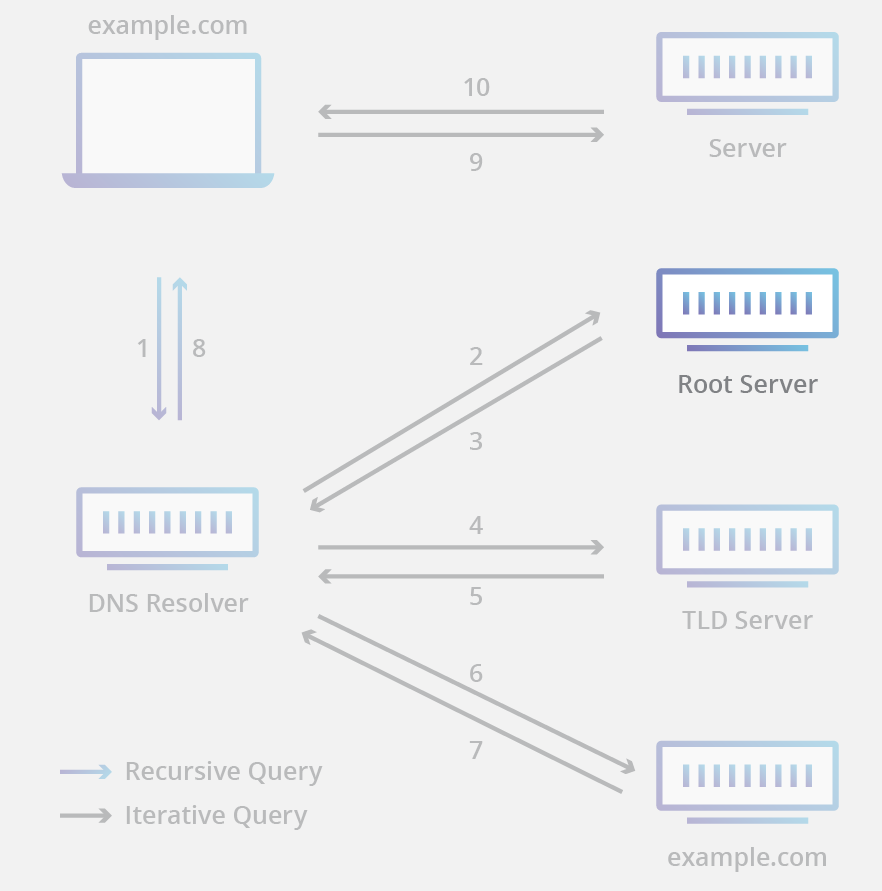 example.com
10
9
Server
1
8
2
3
Root Server
4
5
DNS Resolver
TLD Server
6
7
Recursive Query
Iterative Query
example.com